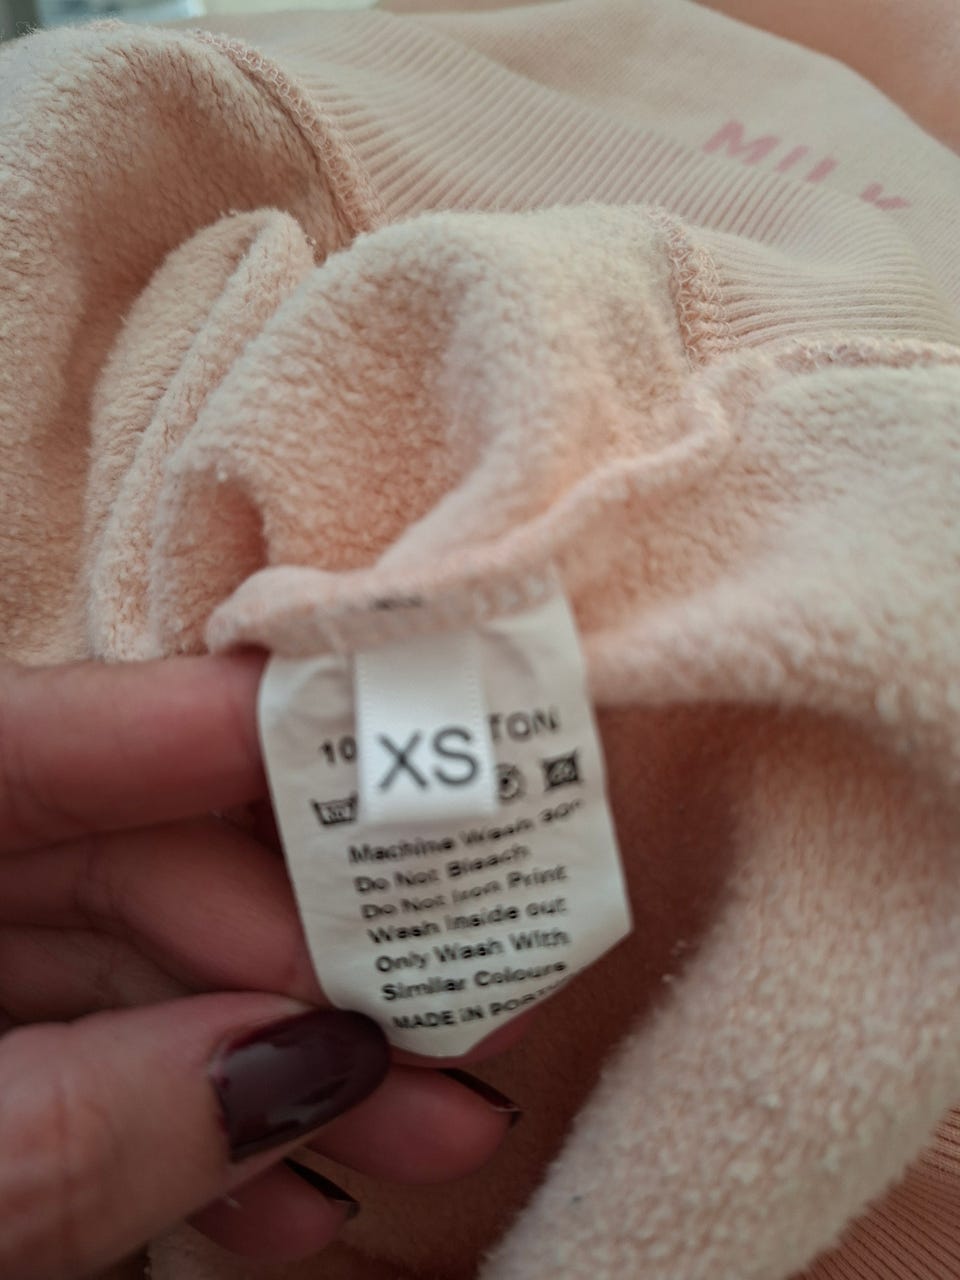 MILK
XS
10 TON
Machine Wash 30°
Do Not Bleach
Do Not Iron Print
Wash inside out
Only Wash With
Similar Colours
MADE IN PORT